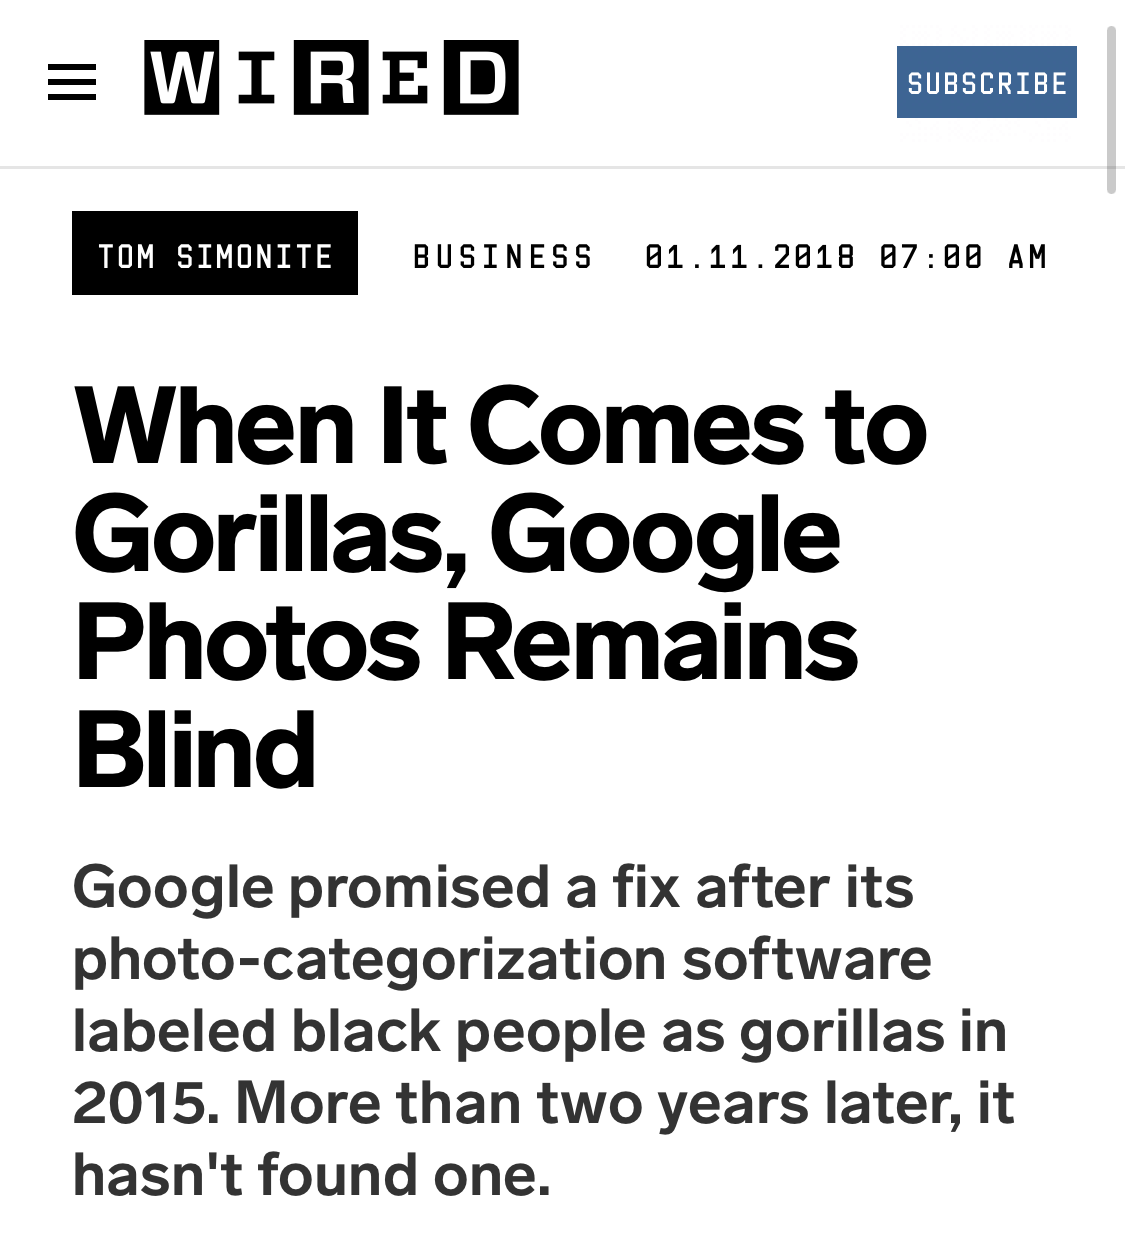 WIRED
SUBSCRIBE
TOM SIMONITE BUSINESS 01.11.2018 07:00 AM
When It Comes to
Gorillas, Google
Photos Remains
Blind
Google promised a fix after its
photo-categorization software
labeled black people as gorillas in
2015. More than two years later, it
hasn't found one.